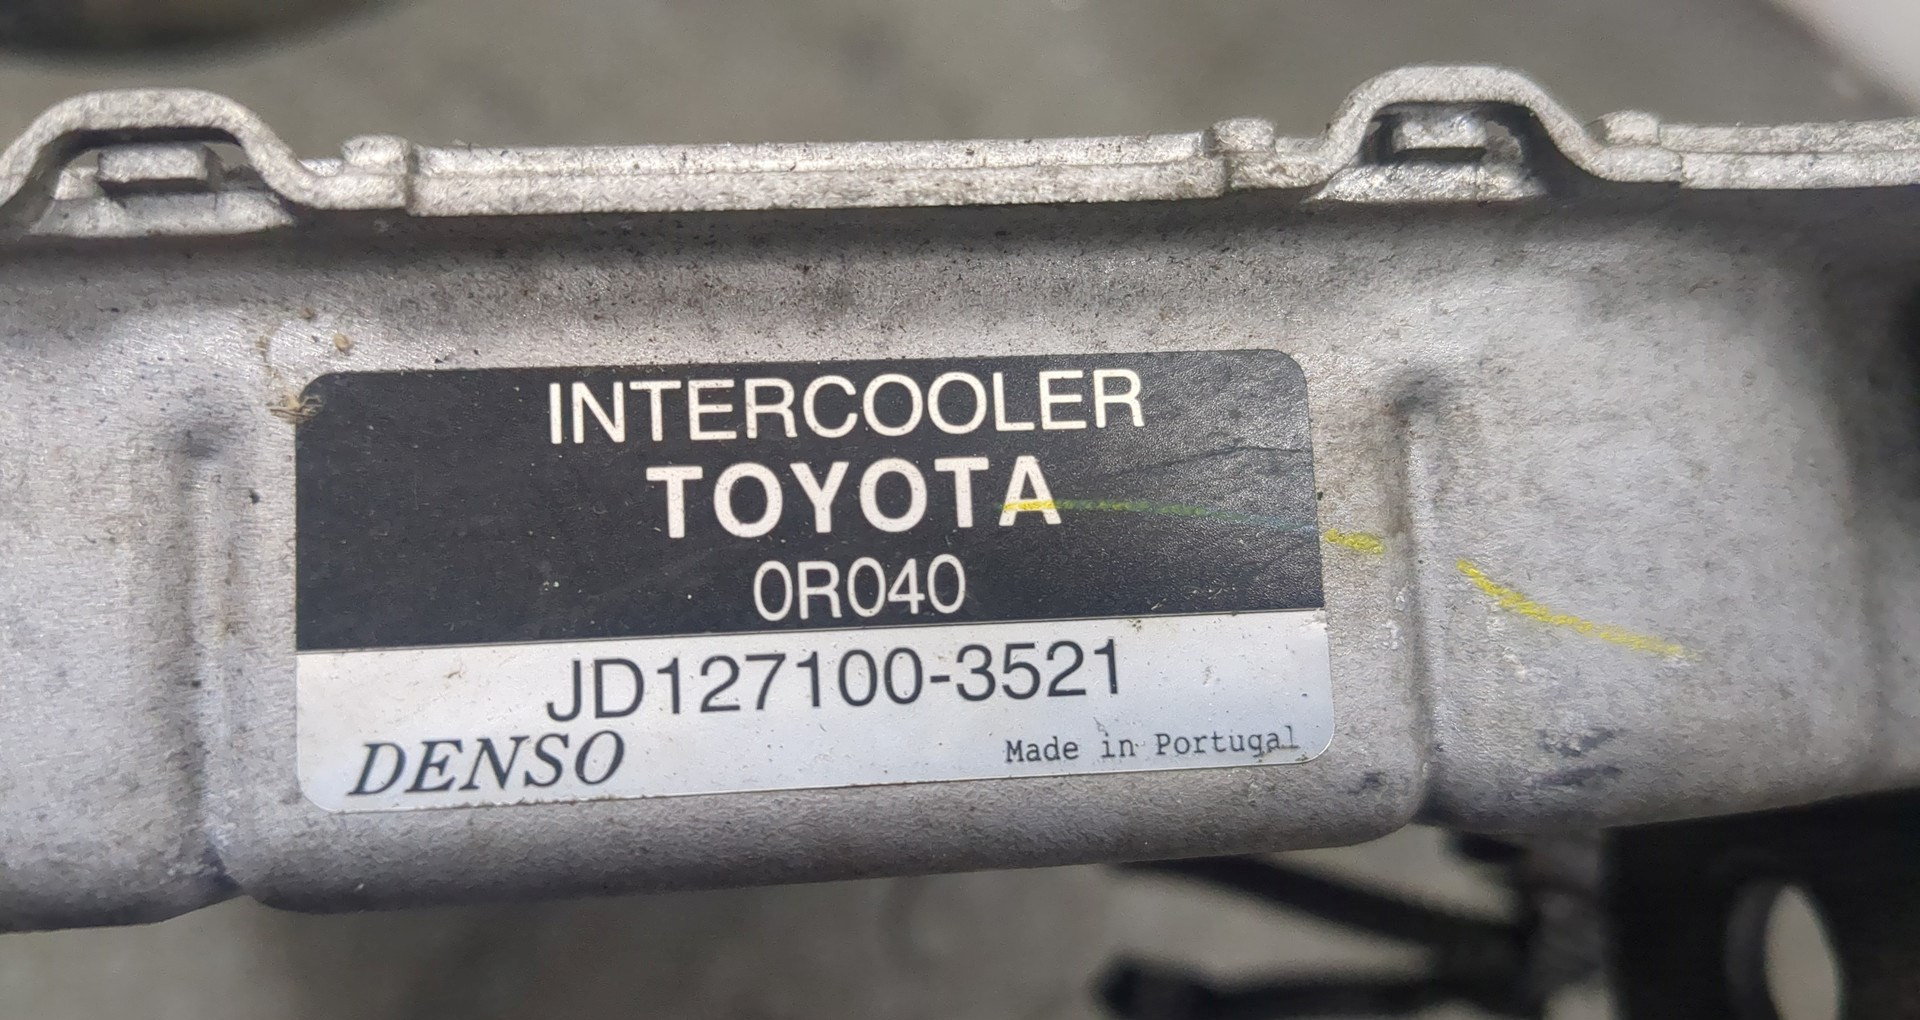 INTERCOOLER
TOYOTA
0R040
JD127100-3521
DENSO
Made in Portugal